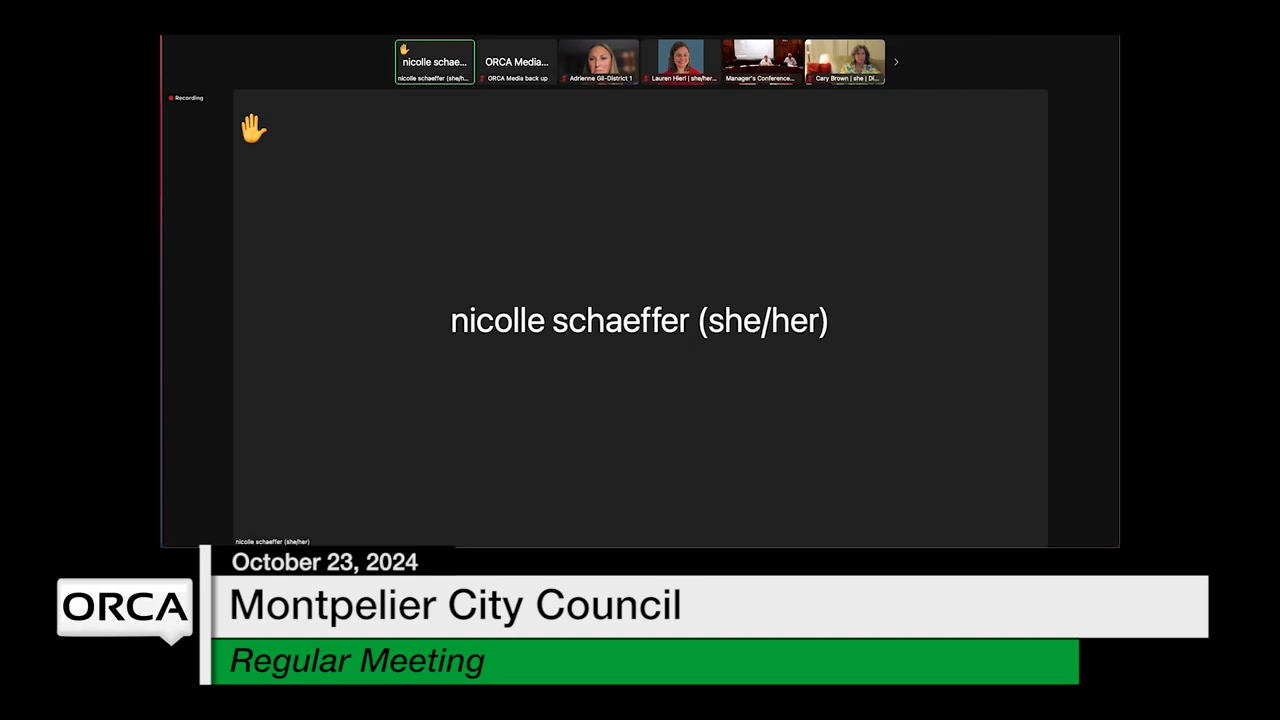 nicolle schae...
nicolle schaeffer (she/h...
ORCA Media...
ORCA Media back up
Adrienne Gil-District 1
Lauren Hierl | she/her...
Manager's Conference...
Cary Brown | she | D...
Recording
nicolle schaeffer (she/her)
nicolle schaeffer (she/her)
October 23, 2024
ORCA
Montpelier City Council
Regular Meeting